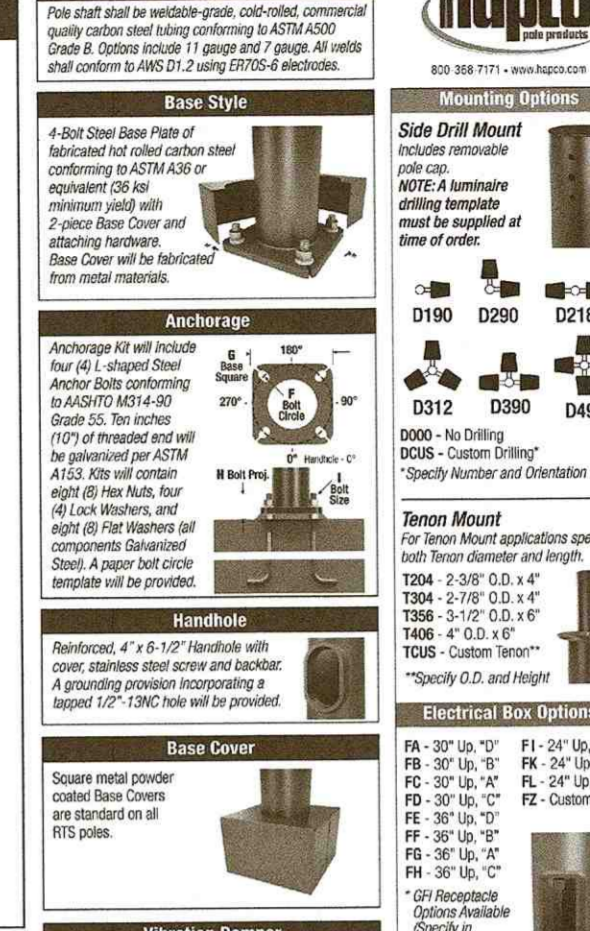 Pole shaft shall be weldable-grade, cold-rolled, commercial
quality carbon steel tubing conforming to ASTM A500
Grade B. Options include 11 gauge and 7 gauge. All welds
shall conform to AWS D1.2 using ER70S-6 electrodes.
Base Style
4-Bolt Steel Base Plate of
fabricated hot rolled carbon steel
conforming to ASTM A36 or
equivalent (36 ksi
minimum yield) with
2-piece Base Cover and
attaching hardware.
Base Cover will be fabricated
from metal materials.
Anchorage
Anchorage Kit will include
four (4) L-shaped Steel
Anchor Bolts conforming
to AASHTO M314-90
Grade 55. Ten inches
(10") of threaded end will
be galvanized per ASTM
A153. Kits will contain
eight (8) Hex Nuts, four
(4) Lock Washers, and
eight (8) Flat Washers (all
components Galvanized
Steel). A paper bolt circle
template will be provided.
G
Base
Square
180°
270°
F
Bolt
Circle
90°
0° Handhole - C°
H Bolt Proj.
I
Bolt
Size
Handhole
Reinforced, 4" x 6-1/2" Handhole with
cover, stainless steel screw and backbar.
A grounding provision incorporating a
tapped 1/2"-13NC hole will be provided.
Base Cover
Square metal powder
coated Base Covers
are standard on all
RTS poles.
Vibration Damper
hapco
pole products
800-368-7171 • www.hapco.com
Mounting Options
Side Drill Mount
Includes removable
pole cap.
NOTE: A luminaire
drilling template
must be supplied at
time of order.
D190 D290 D218
D312 D390 D49
D000 - No Drilling
DCUS - Custom Drilling*
*Specify Number and Orientation
Tenon Mount
For Tenon Mount applications spe
both Tenon diameter and length.
T204 - 2-3/8" O.D. x 4"
T304 - 2-7/8" O.D. x 4"
T356 - 3-1/2" O.D. x 6"
T406 - 4" O.D. x 6"
TCUS - Custom Tenon**
**Specify O.D. and Height
Electrical Box Options
FA - 30" Up, "D" FI - 24" Up,
FB - 30" Up, "B" FK - 24" Up
FC - 30" Up, "A" FL - 24" Up
FD - 30" Up, "C" FZ - Custom
FE - 36" Up, "D"
FF - 36" Up, "B"
FG - 36" Up, "A"
FH - 36" Up, "C"
* GFI Receptacle
Options Available
(Specify in